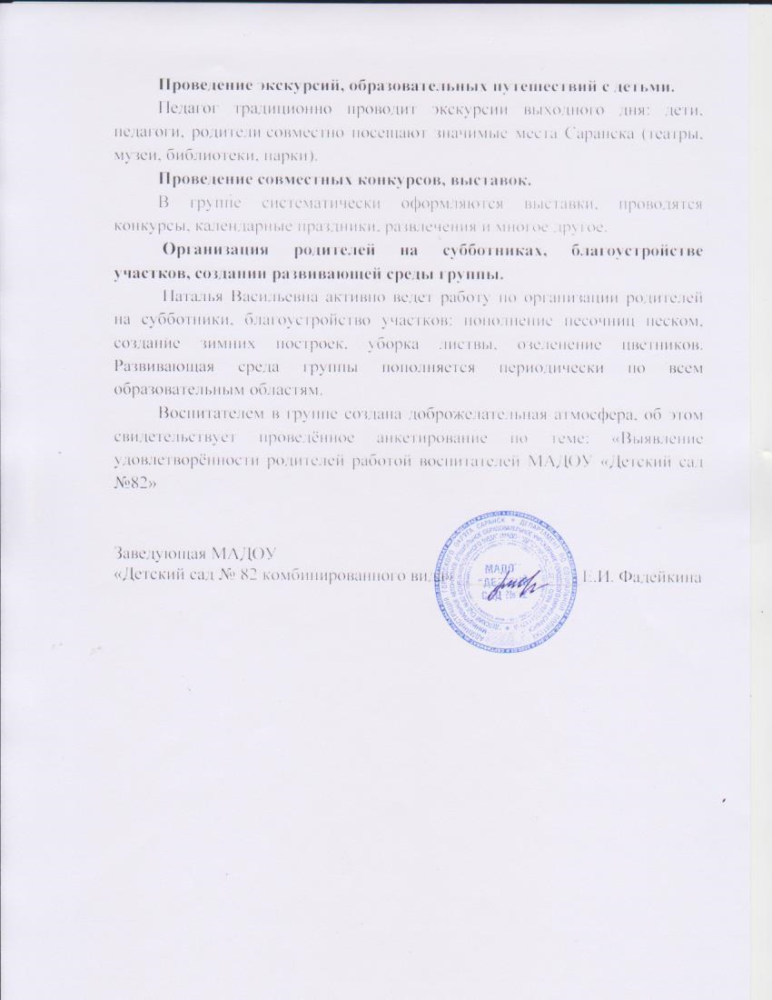 Проведение экскурсий, образовательных путешествий с детьми.
Педагог традиционно проводит экскурсии выходного дня: дети,
педагоги, родители совместно посещают значимые места Саранска (театры,
музеи, библиотеки, парки).
Проведение совместных конкурсов, выставок.
В группе систематически оформляются выставки, проводятся
конкурсы, календарные праздники, развлечения и многое другое.
Организация родителей на субботниках, благоустройстве
участков, создании развивающей среды группы.
Наталья Васильевна активно ведет работу по организации родителей
на субботники, благоустройство участков: пополнение песочниц песком,
создание зимних построек, уборка листвы, озеленение цветников.
Развивающая среда группы пополняется периодически по всем
образовательным областям.
Воспитателем в группе создана доброжелательная атмосфера, об этом
свидетельствует проведённое анкетирование по теме: «Выявление
удовлетворённости родителей работой воспитателей МАДОУ «Детский сад
№82»
Заведующая МАДОУ
«Детский сад № 82 комбинированного вида» Е.И. Фадейкина